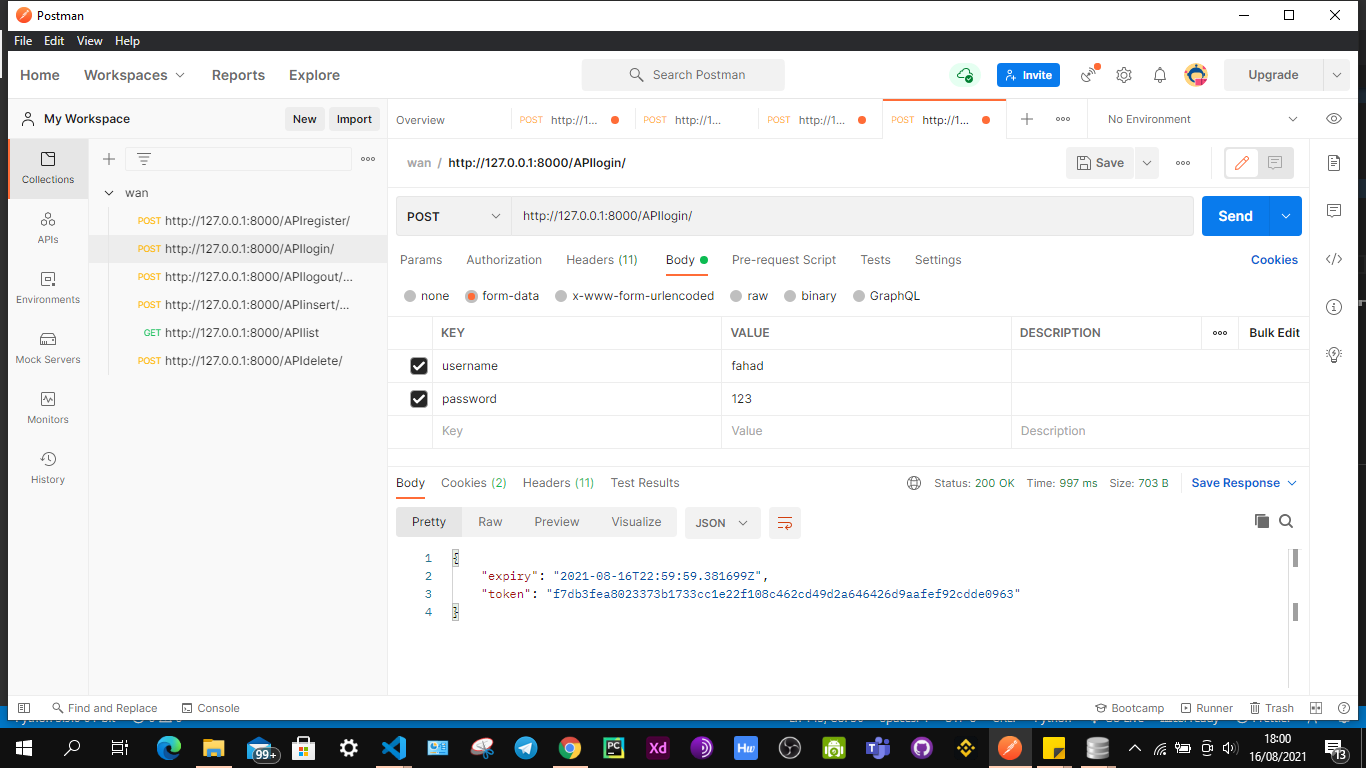 Postman
File Edit View Help
Home Workspaces Reports Explore Search Postman Invite Upgrade
My Workspace New Import Overview POST http://1... POST http://1... POST http://1... POST http://1... No Environment
Collections
APIs
Environments
Mock Servers
Monitors
History
wan
POST http://127.0.0.1:8000/APIregister/
POST http://127.0.0.1:8000/APIlogin/
POST http://127.0.0.1:8000/APIlogout/...
POST http://127.0.0.1:8000/APIinsert/...
GET http://127.0.0.1:8000/APIlist
POST http://127.0.0.1:8000/APIdelete/
wan / http://127.0.0.1:8000/APIlogin/ Save
POST http://127.0.0.1:8000/APIlogin/ Send
Params Authorization Headers (11) Body Pre-request Script Tests Settings Cookies
none form-data x-www-form-urlencoded raw binary GraphQL
KEY VALUE DESCRIPTION Bulk Edit
username fahad
password 123
Key Value Description
Body Cookies (2) Headers (11) Test Results Status: 200 OK Time: 997 ms Size: 703 B Save Response
Pretty Raw Preview Visualize JSON
1 {
2 "expiry": "2021-08-16T22:59:59.381699Z",
3 "token": "f7db3fea8023373b1733cc1e22f108c462cd49d2a646426d9aafef92cdde0963"
4 }
Find and Replace Console Bootcamp Runner Trash
99+ PC Xd Hw 18:00
16/08/2021 13